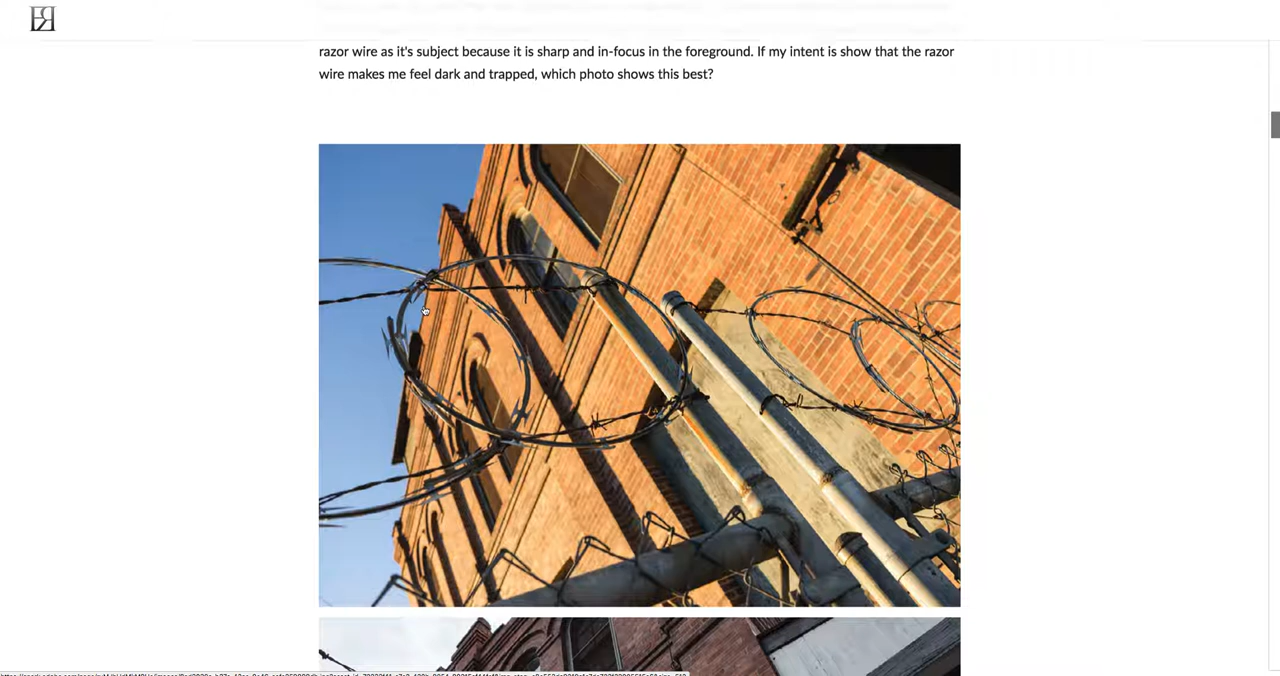 razor wire as it's subject because it is sharp and in-focus in the foreground. If my intent is show that the razor
wire makes me feel dark and trapped, which photo shows this best?